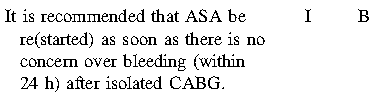 It is recommended that ASA be I B
re(started) as soon as there is no
concern over bleeding (within
24 h) after isolated CABG.